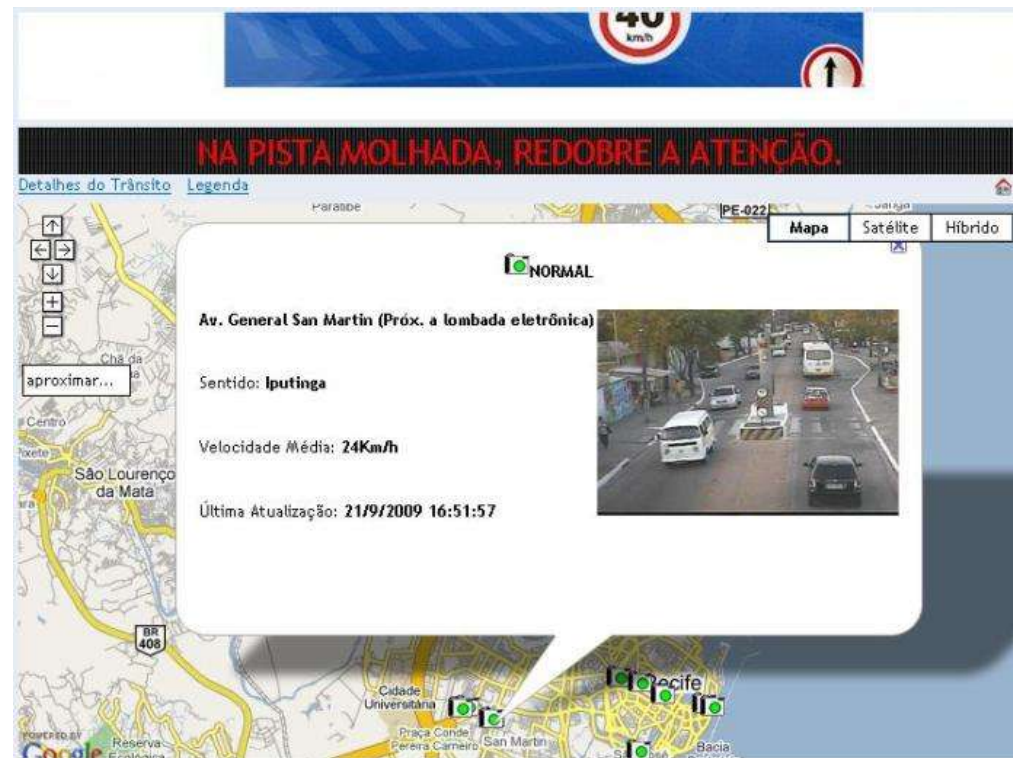 40
km/h
NA PISTA MOLHADA, REDOBRE A ATENÇÃO.
Detalhes do Trânsito Legenda
Paratibe
PE-022
Janga
Mapa Satélite Híbrido
NORMAL
Av. General San Martin (Próx. a lombada eletrônica)
Sentido: Iputinga
Velocidade Média: 24Km/h
Última Atualização: 21/9/2009 16:51:57
Chã da
aproximar...
Centro
São Lourenço
da Mata
BR
408
Recife
Cidade
Universitária
Praça Conde
Pereira Carneiro
San Martin
Bacia
POWERED BY
Google
Reserva
Ecológica